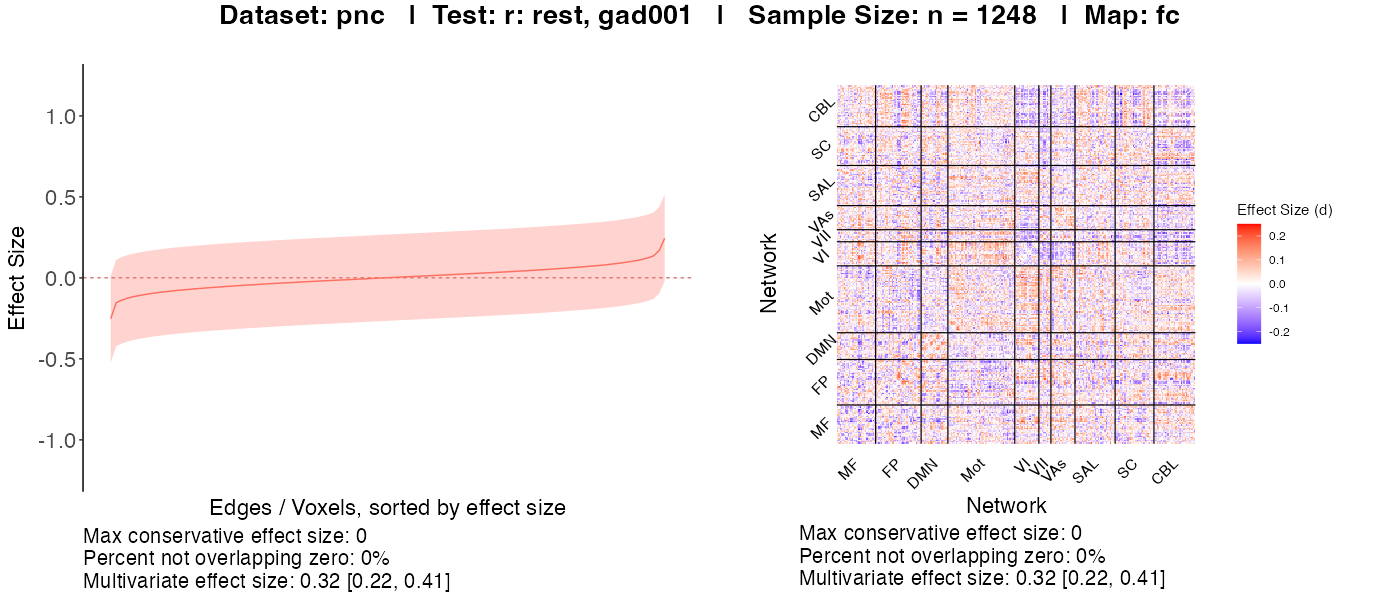 Dataset: pnc   |  Test: r: rest, gad001   |   Sample Size: n = 1248   |  Map: fc
Effect Size
1.0
0.5
0.0
-0.5
-1.0
Edges / Voxels, sorted by effect size
Max conservative effect size: 0
Percent not overlapping zero: 0%
Multivariate effect size: 0.32 [0.22, 0.41]
Network
CBL
SC
SAL
VAs
VII
VI
Mot
DMN
FP
MF
MF
FP
DMN
Mot
VI
VII
VAs
SAL
SC
CBL
Network
Max conservative effect size: 0
Percent not overlapping zero: 0%
Multivariate effect size: 0.32 [0.22, 0.41]
Effect Size (d)
0.2
0.1
0.0
-0.1
-0.2